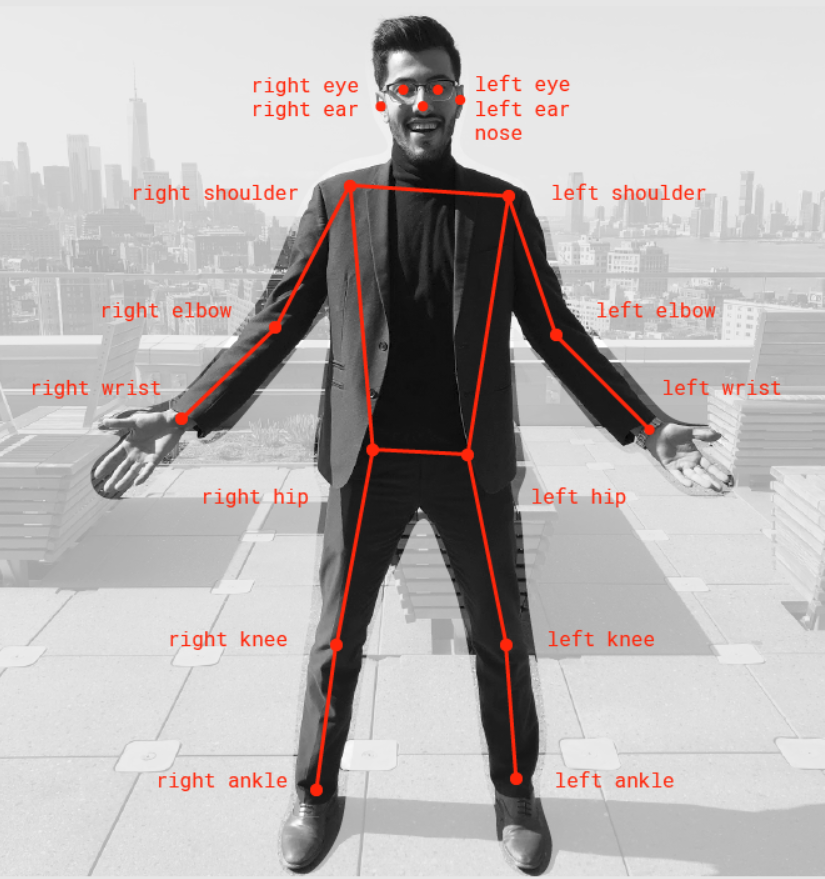 right eye
left eye
right ear
left ear
nose
right shoulder
left shoulder
right elbow
left elbow
right wrist
left wrist
right hip
left hip
right knee
left knee
right ankle
left ankle